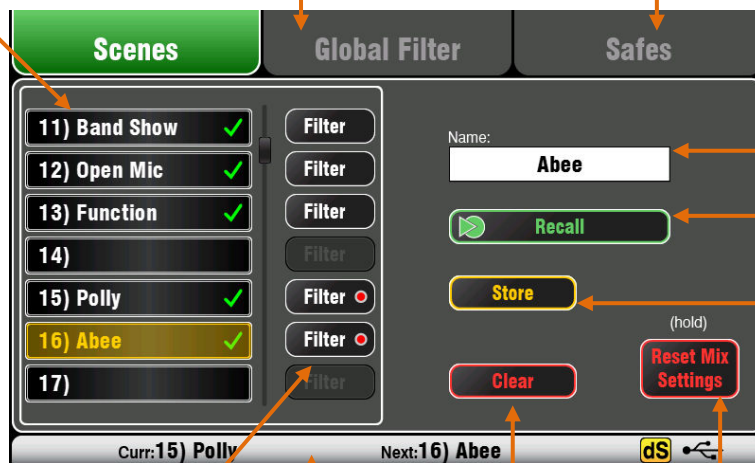 Scenes
Global Filter
Safes
11) Band Show
Filter
12) Open Mic
Filter
13) Function
Filter
14)
Filter
15) Polly
Filter
16) Abee
Filter
17)
Filter
Name:
Abee
Recall
Store
Clear
(hold)
Reset Mix
Settings
Curr:15) Polly
Next:16) Abee
dS